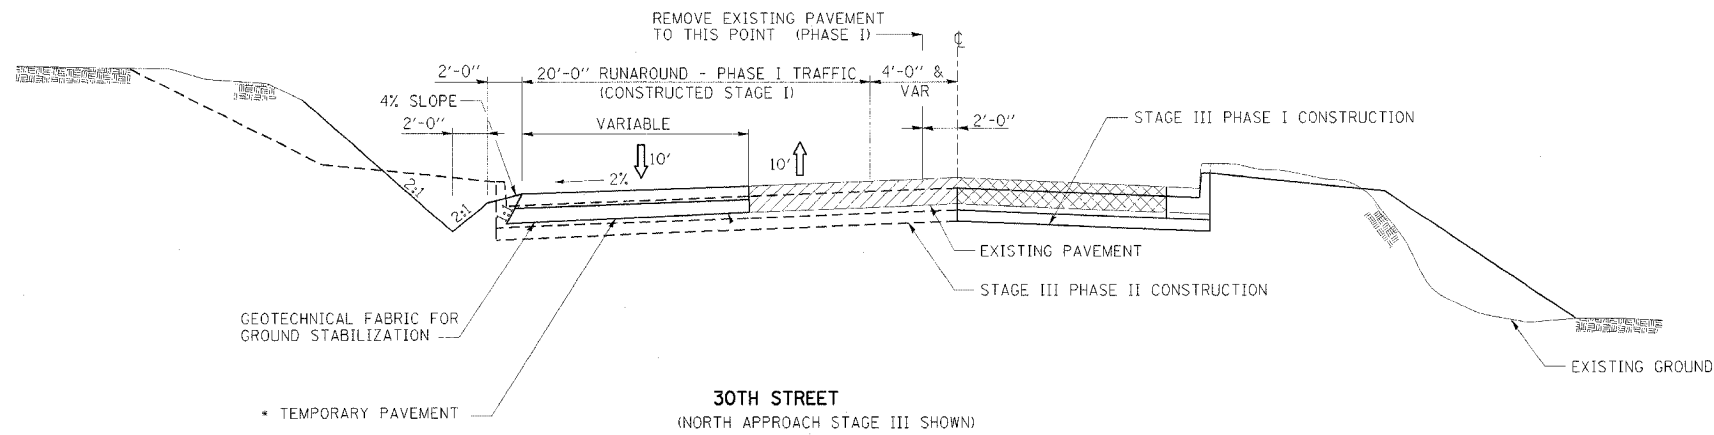 REMOVE EXISTING PAVEMENT
TO THIS POINT (PHASE I)
℄
2'-0"
20'-0" RUNAROUND - PHASE I TRAFFIC
(CONSTRUCTED STAGE I)
4'-0" &
VAR
4% SLOPE
2'-0"
VARIABLE
2'-0"
STAGE III PHASE I CONSTRUCTION
10'
10'
2%
2:1
2:1
EXISTING PAVEMENT
STAGE III PHASE II CONSTRUCTION
GEOTECHNICAL FABRIC FOR
GROUND STABILIZATION
EXISTING GROUND
* TEMPORARY PAVEMENT
30TH STREET
(NORTH APPROACH STAGE III SHOWN)